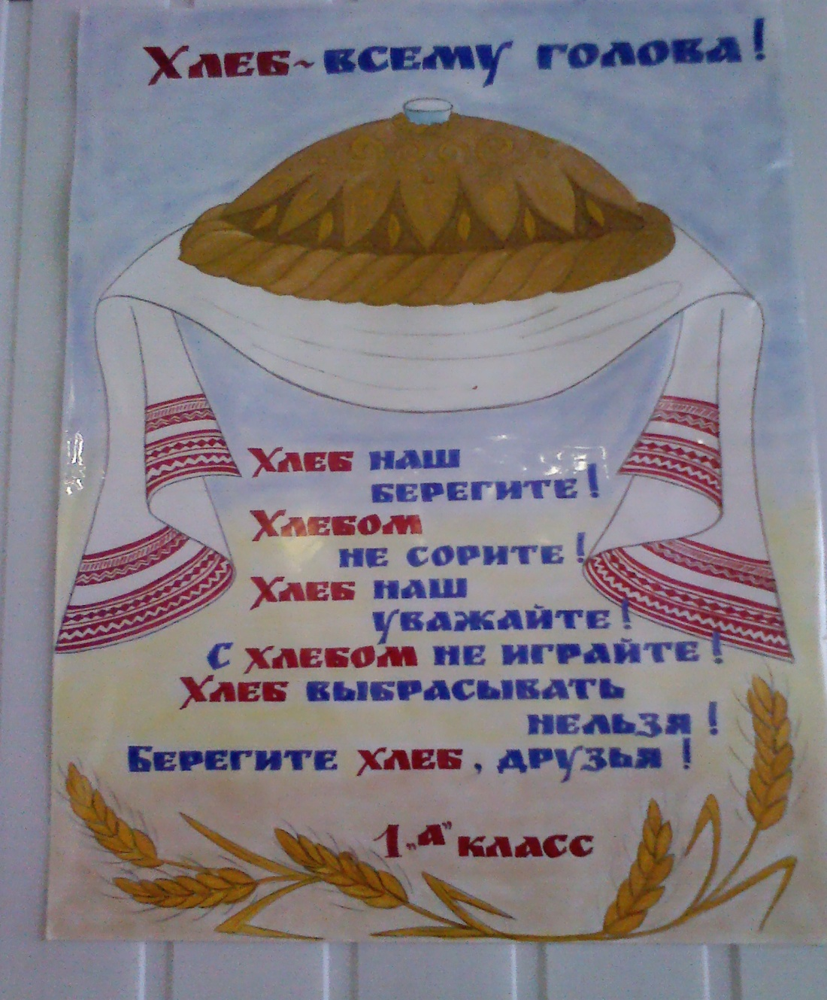 Хлеб~всему голова!
Хлеб наш
берегите!
Хлебом
не сорите!
Хлеб наш
уважайте!
С хлебом не играйте!
Хлеб выбрасывать
нельзя!
Берегите хлеб, друзья!
1 „а” класс